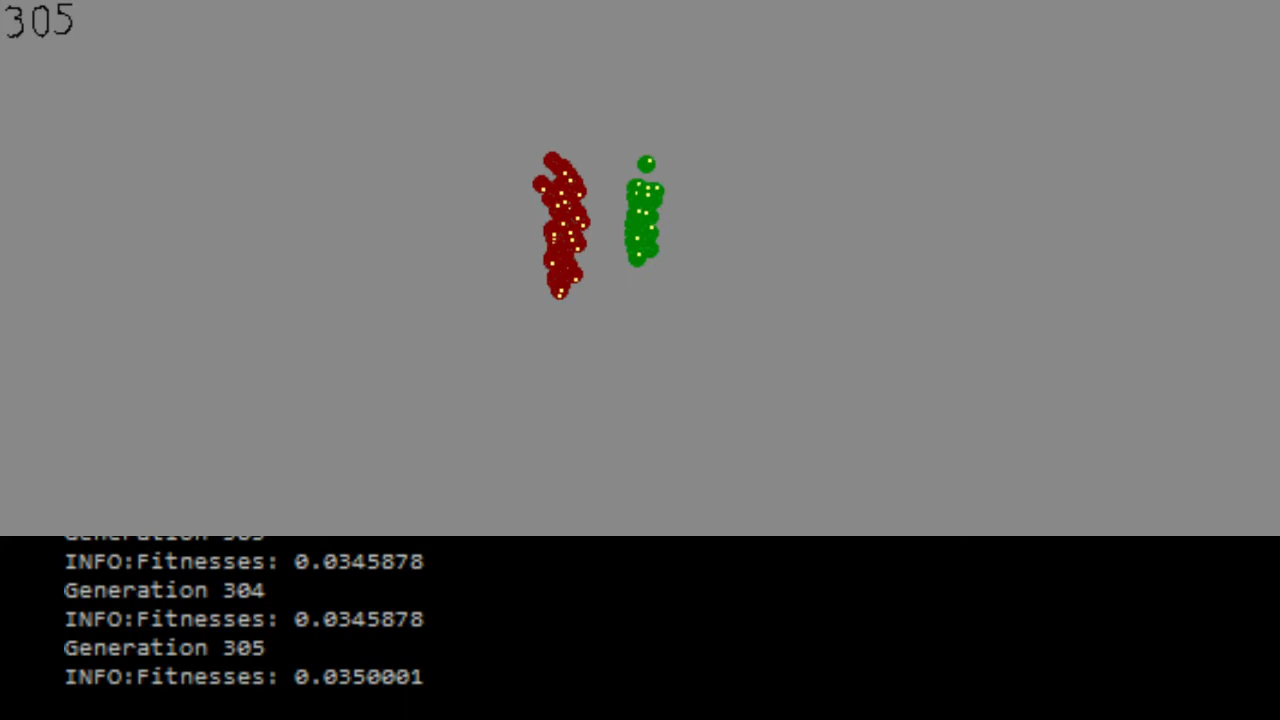 305
INFO:Fitnesses: 0.0345878
Generation 304
INFO:Fitnesses: 0.0345878
Generation 305
INFO:Fitnesses: 0.0350001